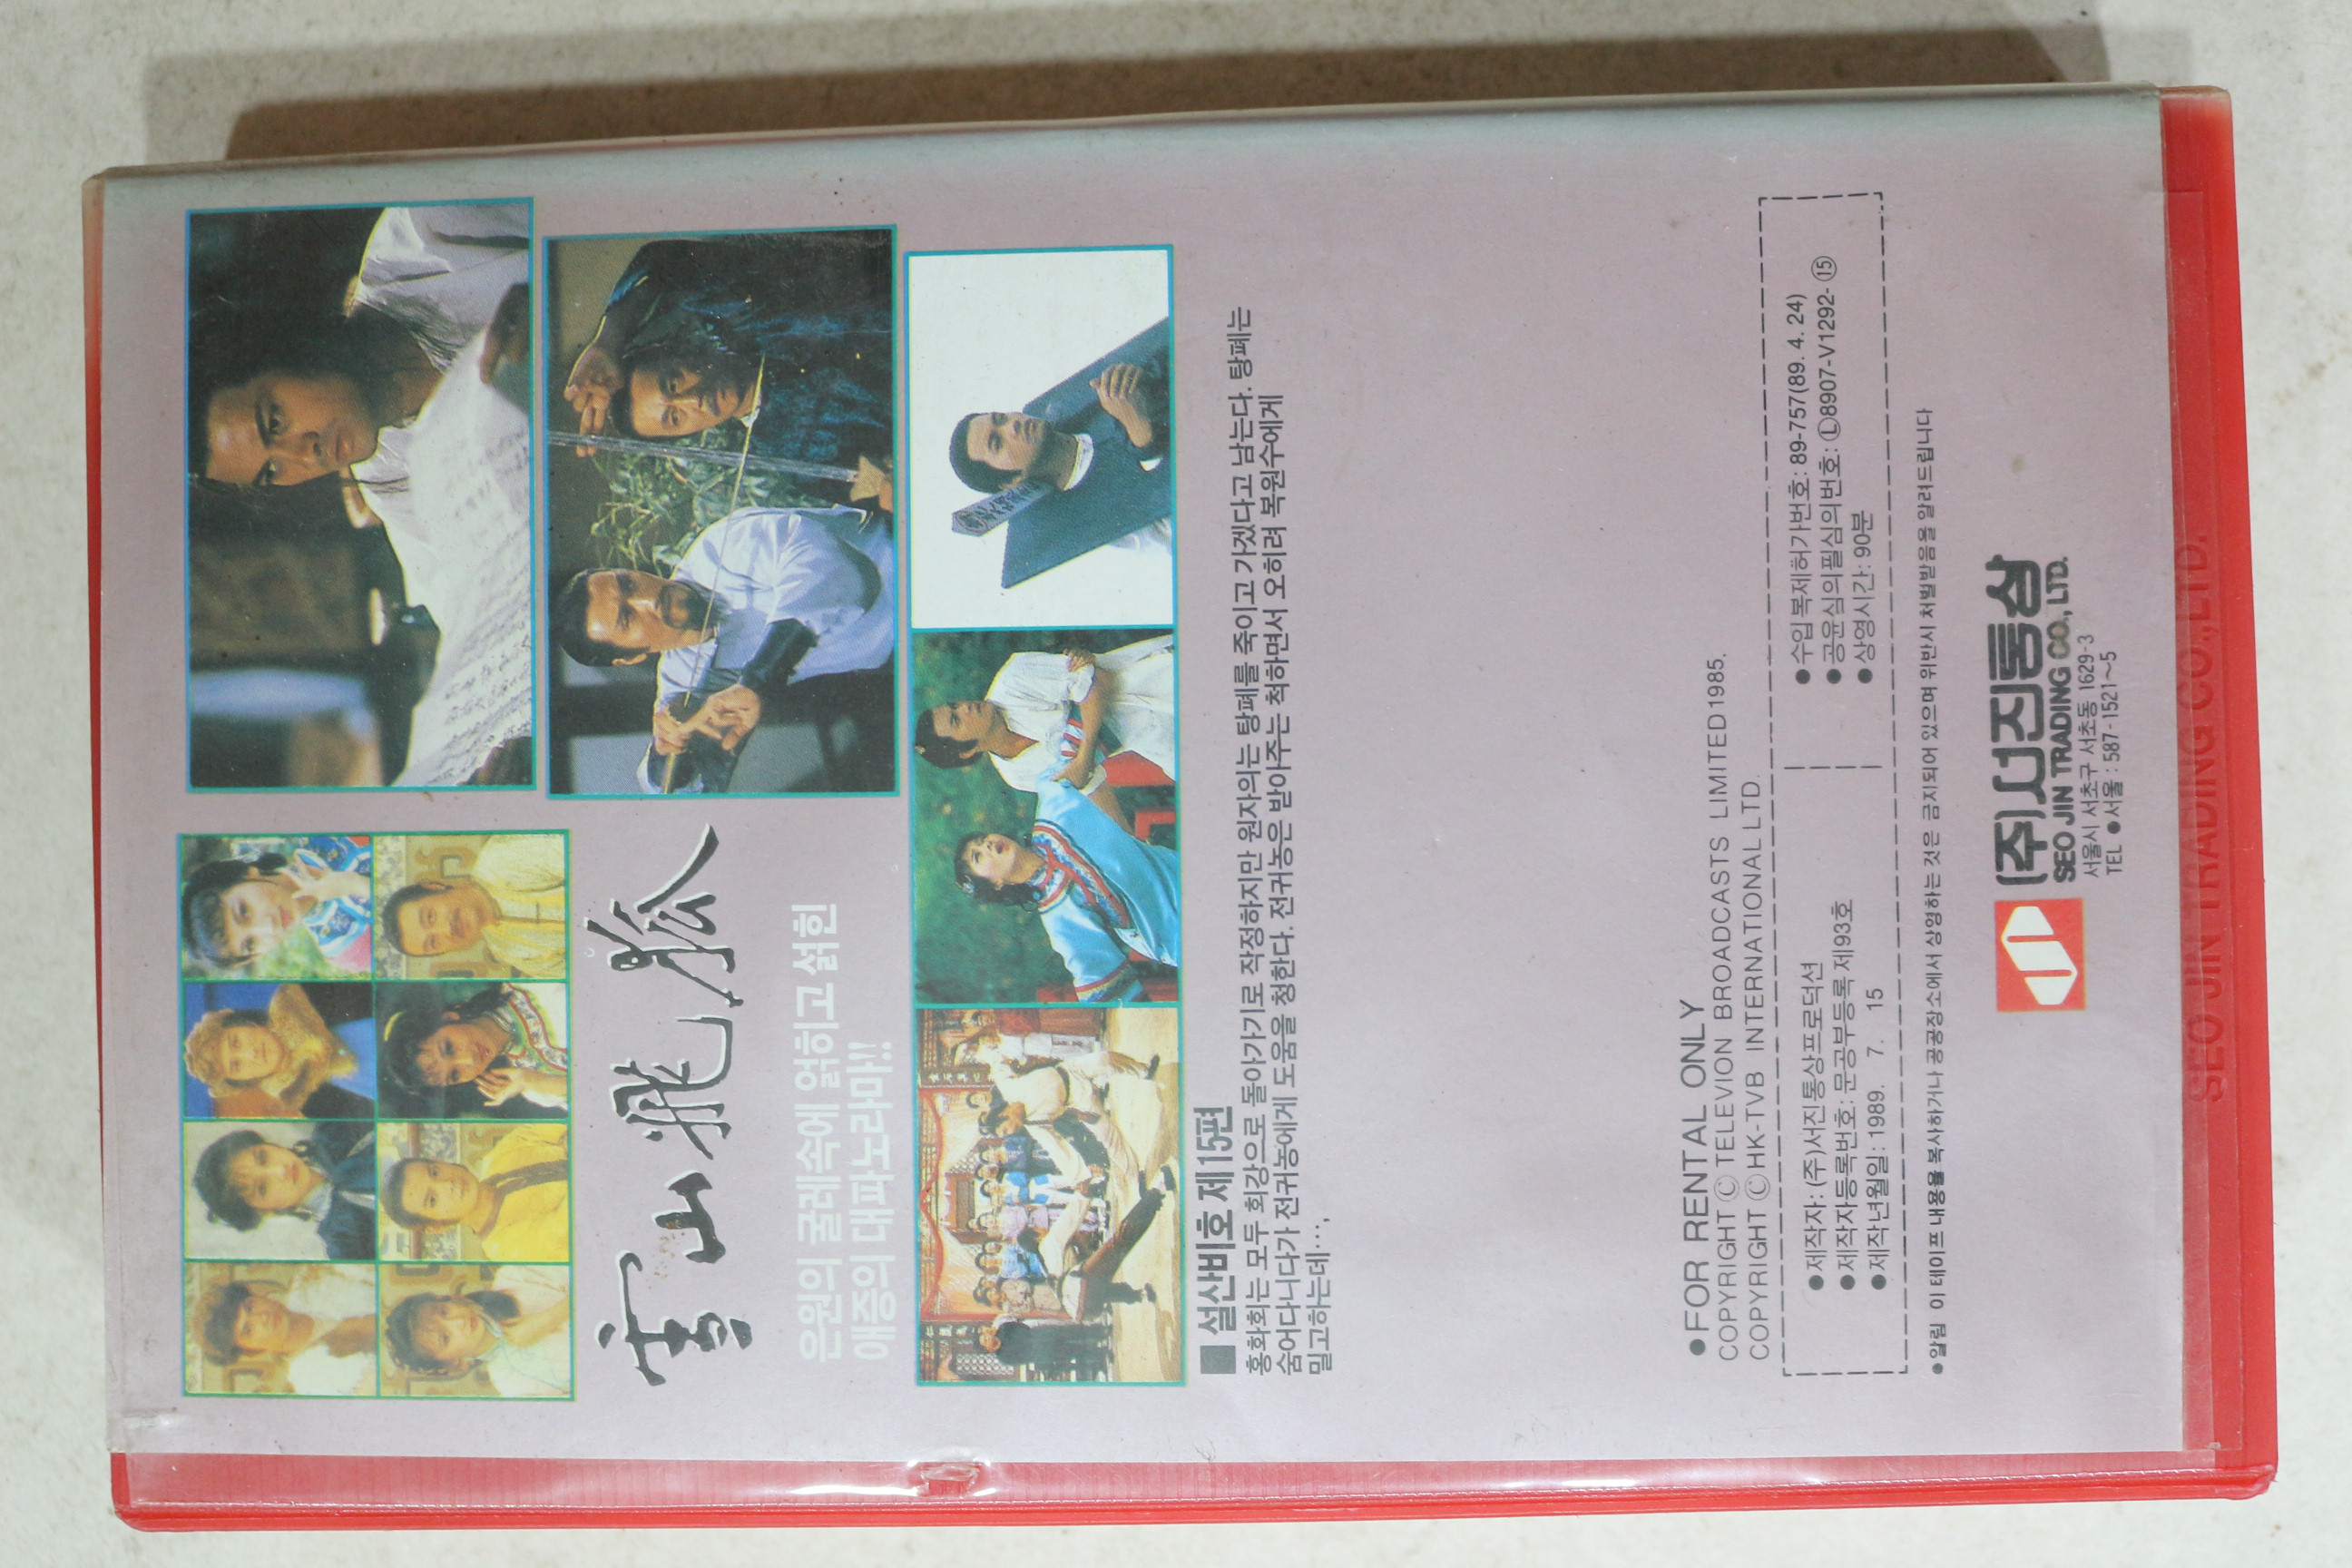 雪山飛狐
은원의 굴레속에 얽히고 설힌
애증의 대파노라마!!
■ 설산비호 제15편
홍화회는 모두 회강으로 돌아가기로 작정하지만 원자의는 탕폐를 죽이고 가겠다고 남는다. 탕폐는
숨어다니다가 전귀농에게 도움을 청한다. 전귀농은 받아주는 척하면서 오히려 복원수에게
밀고하는데…,
●FOR RENTAL ONLY
COPYRIGHT Ⓒ TELEVION BROADCASTS LIMITED1985.
COPYRIGHT ⒸHK-TVB INTERNATIONAL LTD.
●제작자: (주)서진통상프로덕션
●제작자등록번호: 문공부등록 제93호
●제작년월일: 1989. 7. 15
●수입복제허가번호: 89-757(89. 4. 24)
●공윤심의필심의번호: Ⓛ8907-V1292-⑮
●상영시간: 90분
●알림 이 테이프 내용을 복사하거나 공공장소에서 상영하는 것은 금지되어 있으며 위반시 처벌받음을 알려드립니다
(주)서진통상
SEO JIN TRADING CO., LTD.
서울시 서초구 서초동 1629-3
TEL ●서울 : 587-1521~5
SEO JIN TRADING CO.,LTD.